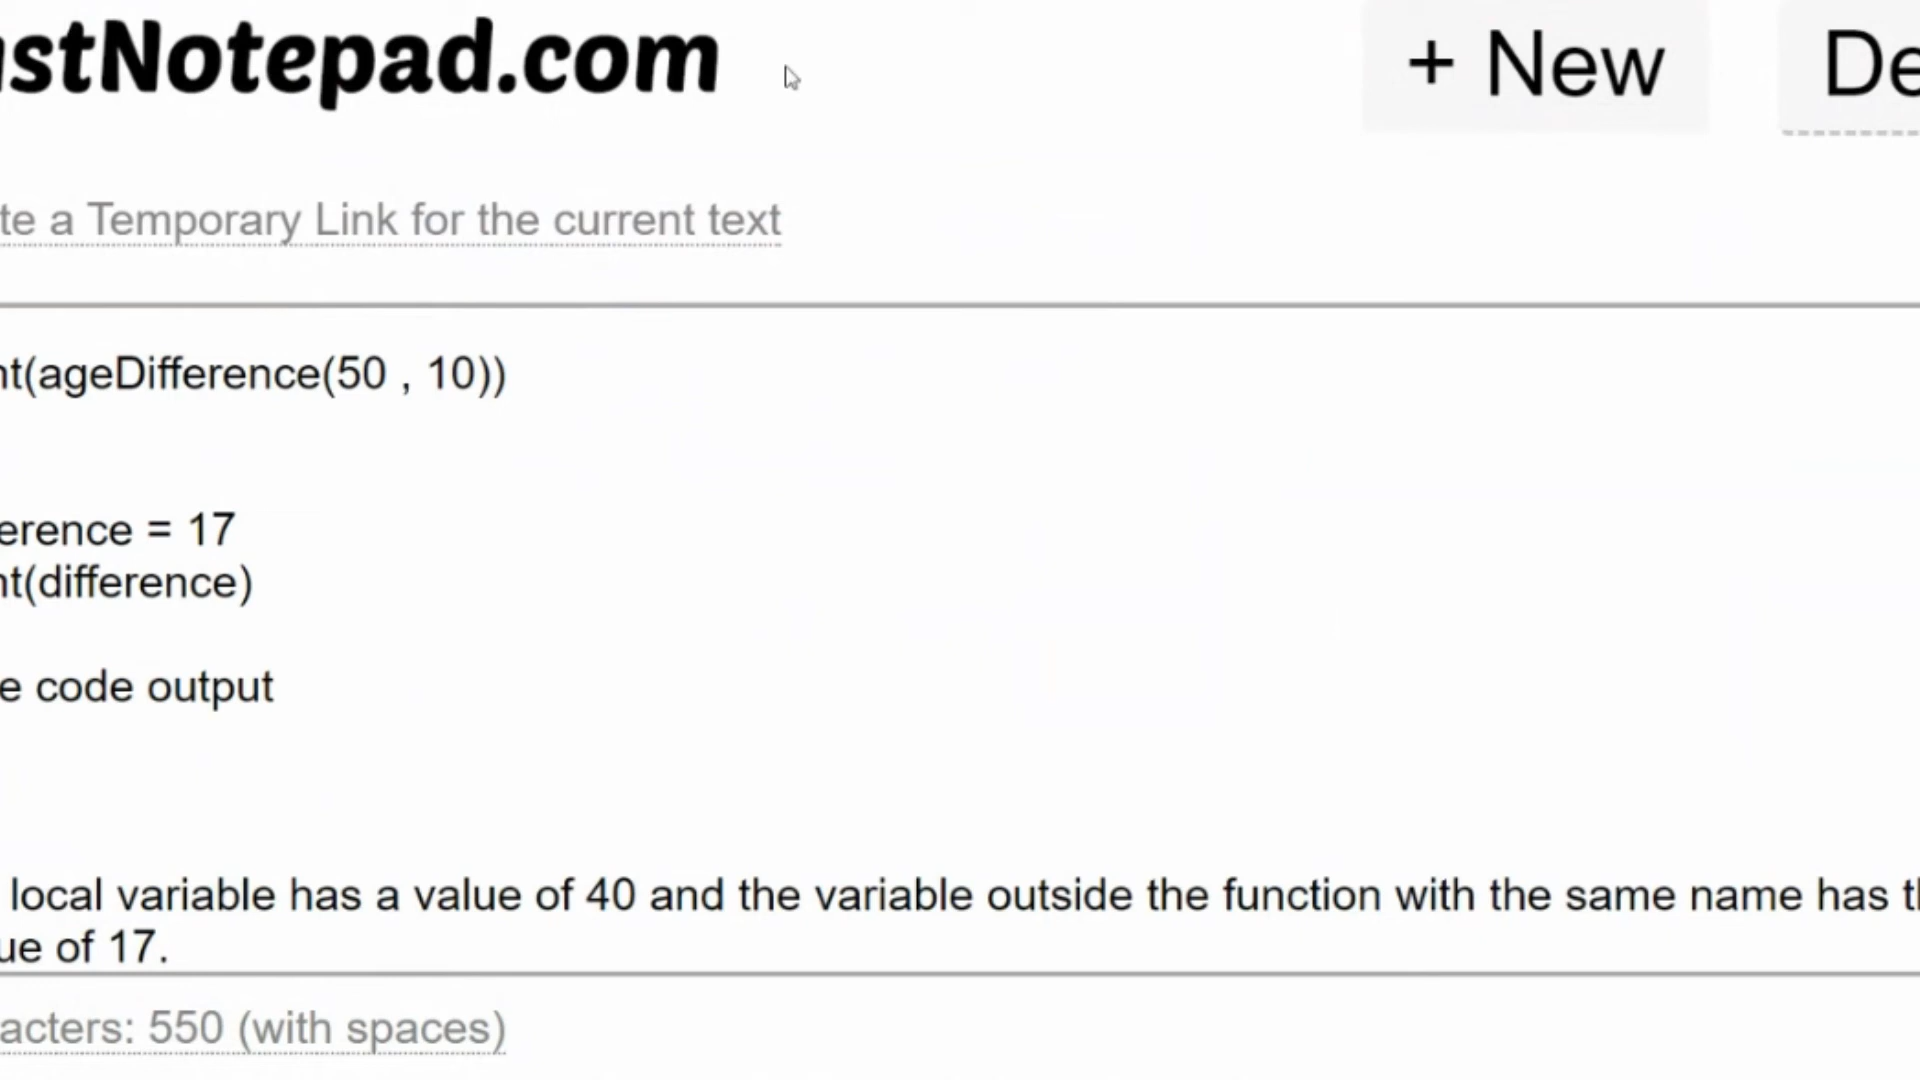 stNotepad.com
+ New
De
te a Temporary Link for the current text
nt(ageDifference(50 , 10))
erence = 17
nt(difference)
e code output
local variable has a value of 40 and the variable outside the function with the same name has th
ue of 17.
acters: 550 (with spaces)